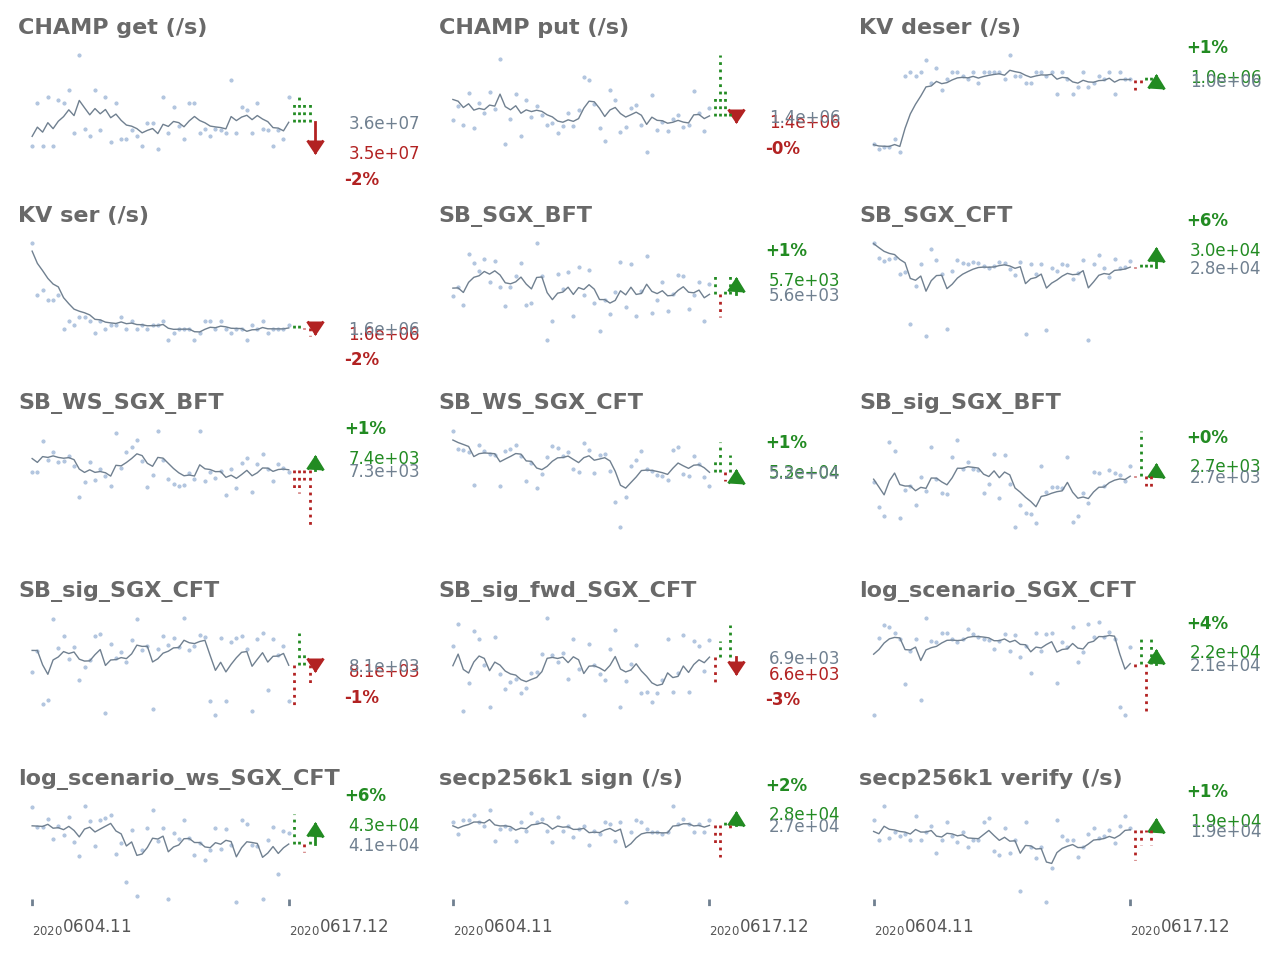 CHAMP get (/s)
3.6e+07
3.5e+07
-2%
CHAMP put (/s)
1.4e+06
1.4e+06
-0%
KV deser (/s)
+1%
1.0e+06
1.0e+06
KV ser (/s)
1.6e+06
1.6e+06
-2%
SB_SGX_BFT
+1%
5.7e+03
5.6e+03
SB_SGX_CFT
+6%
3.0e+04
2.8e+04
SB_WS_SGX_BFT
+1%
7.4e+03
7.3e+03
SB_WS_SGX_CFT
+1%
5.2e+04
SB_sig_SGX_BFT
+0%
2.7e+03
2.7e+03
SB_sig_SGX_CFT
8.1e+03
8.1e+03
-1%
SB_sig_fwd_SGX_CFT
6.9e+03
6.6e+03
-3%
log_scenario_SGX_CFT
+4%
2.2e+04
2.1e+04
log_scenario_ws_SGX_CFT
+6%
4.3e+04
4.1e+04
2020 0604.11
2020 0617.12
secp256k1 sign (/s)
+2%
2.8e+04
2.7e+04
2020 0604.11
2020 0617.12
secp256k1 verify (/s)
+1%
1.9e+04
1.9e+04
2020 0604.11
2020 0617.12